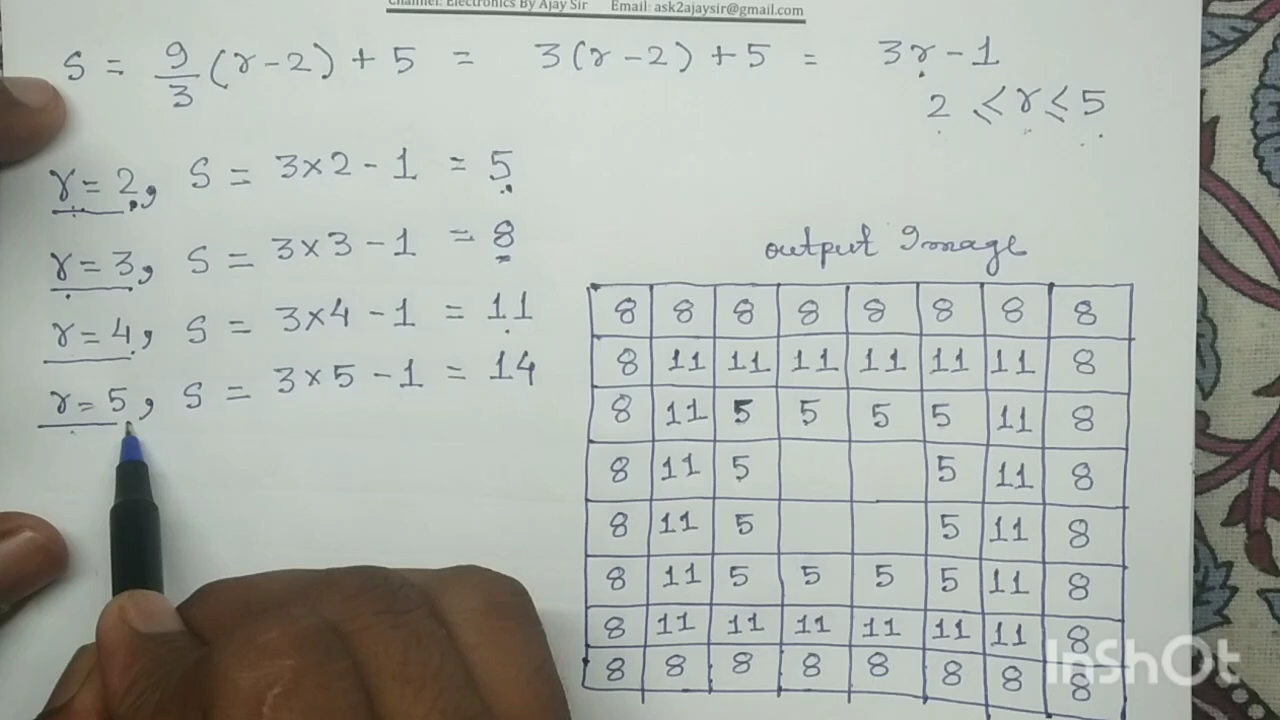 Channel: Electronics By Ajay Sir Email: ask2ajaysir@gmail.com
S = 9/3 (r-2) + 5 = 3(r-2) + 5 = 3r - 1
2 ≤ r ≤ 5
r = 2, S = 3×2 - 1 = 5
r = 3, S = 3×3 - 1 = 8
r = 4, S = 3×4 - 1 = 11
r = 5, S = 3×5 - 1 = 14
output Image
8 8 8 8 8 8 8 8
8 11 11 11 11 11 11 8
8 11 5 5 5 5 11 8
8 11 5 5 11 8
8 11 5 5 11 8
8 11 5 5 5 5 11 8
8 11 11 11 11 11 11 8
8 8 8 8 8 8 8 8
InShOt